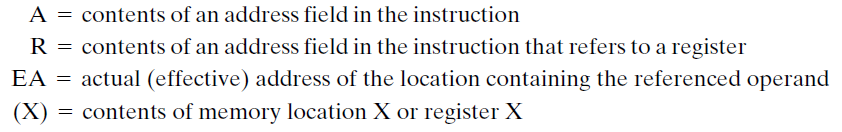 A = contents of an address field in the instruction
R = contents of an address field in the instruction that refers to a register
EA = actual (effective) address of the location containing the referenced operand
(X) = contents of memory location X or register X